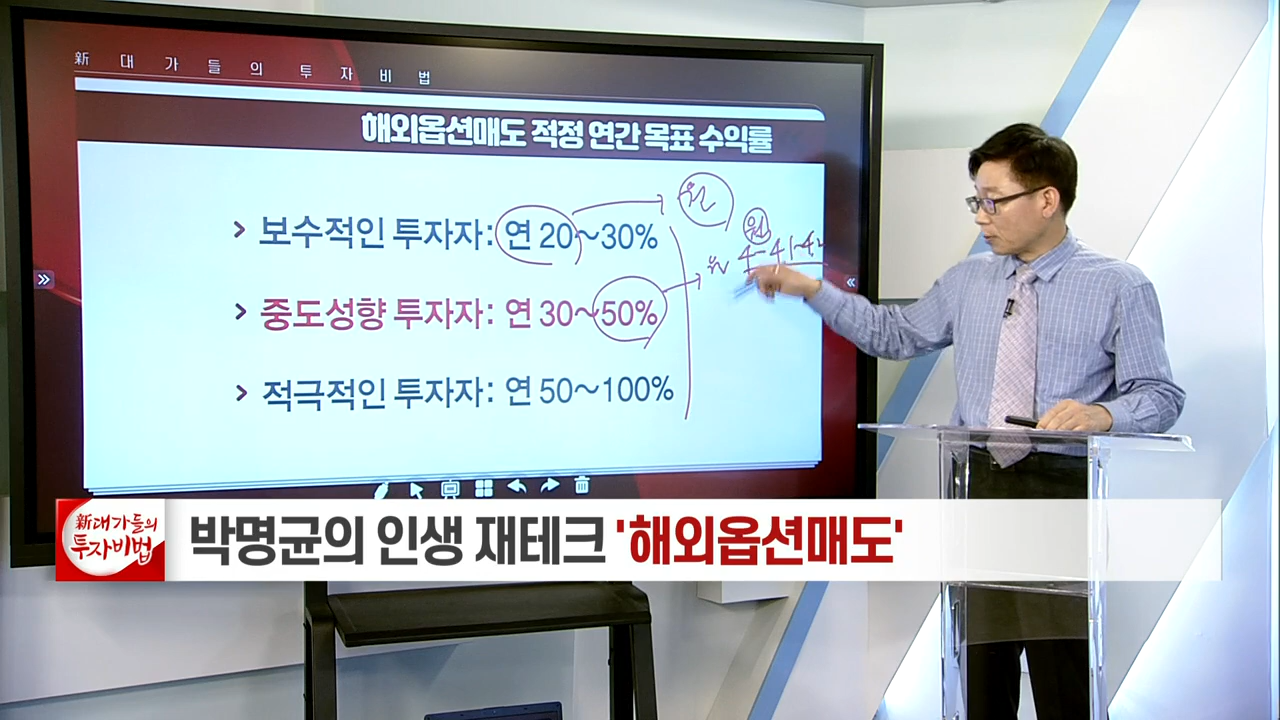 新 대가들의 투자비법
해외옵션매도 적정 연간 목표 수익률
> 보수적인 투자자: 연 20~30%
> 중도성향 투자자: 연 30~50%
> 적극적인 투자자: 연 50~100%
월
월
월
新대가들의
투자비법
박명균의 인생 재테크 '해외옵션매도'